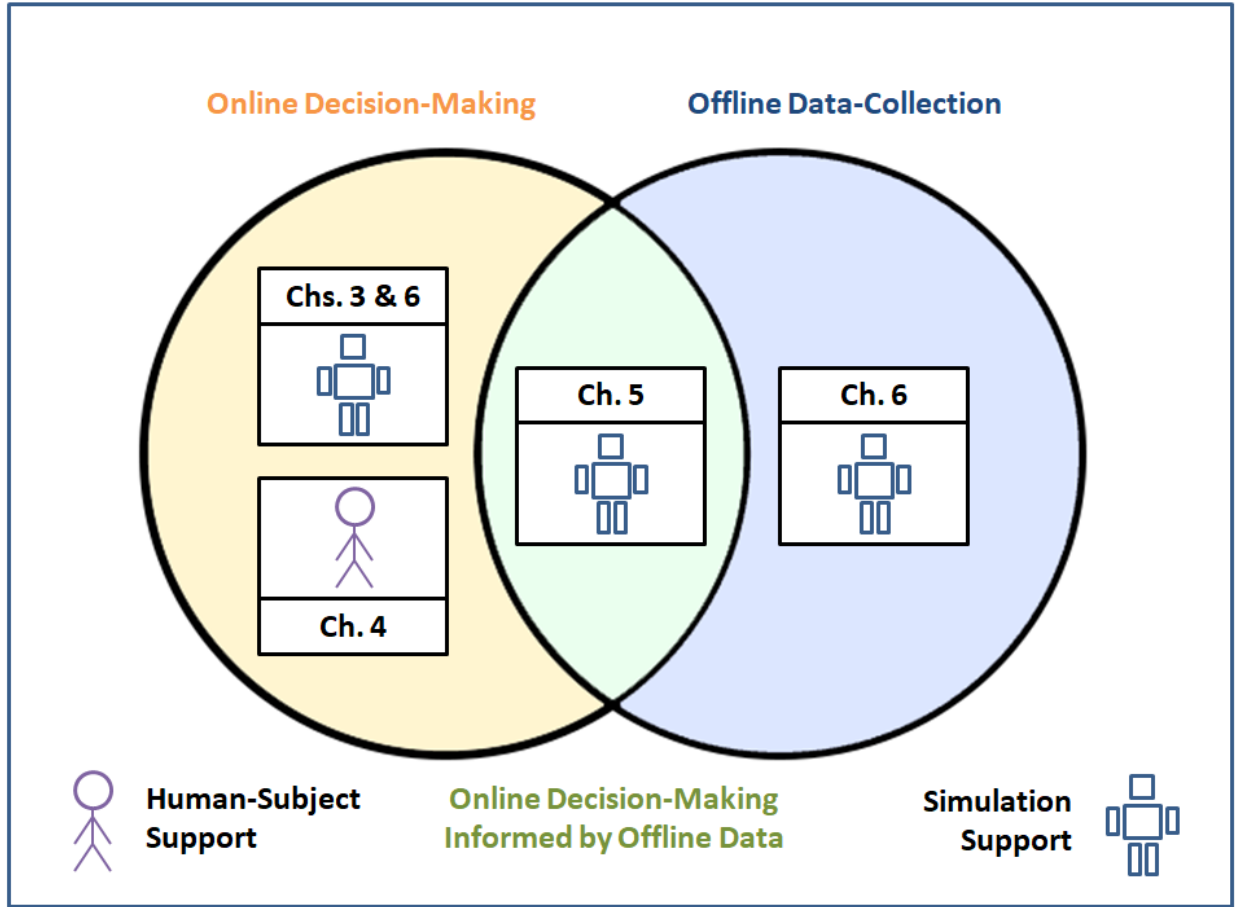 Online Decision-Making
Offline Data-Collection
Chs. 3 & 6
Ch. 5
Ch. 6
Ch. 4
Human-Subject
Support
Online Decision-Making
Informed by Offline Data
Simulation
Support